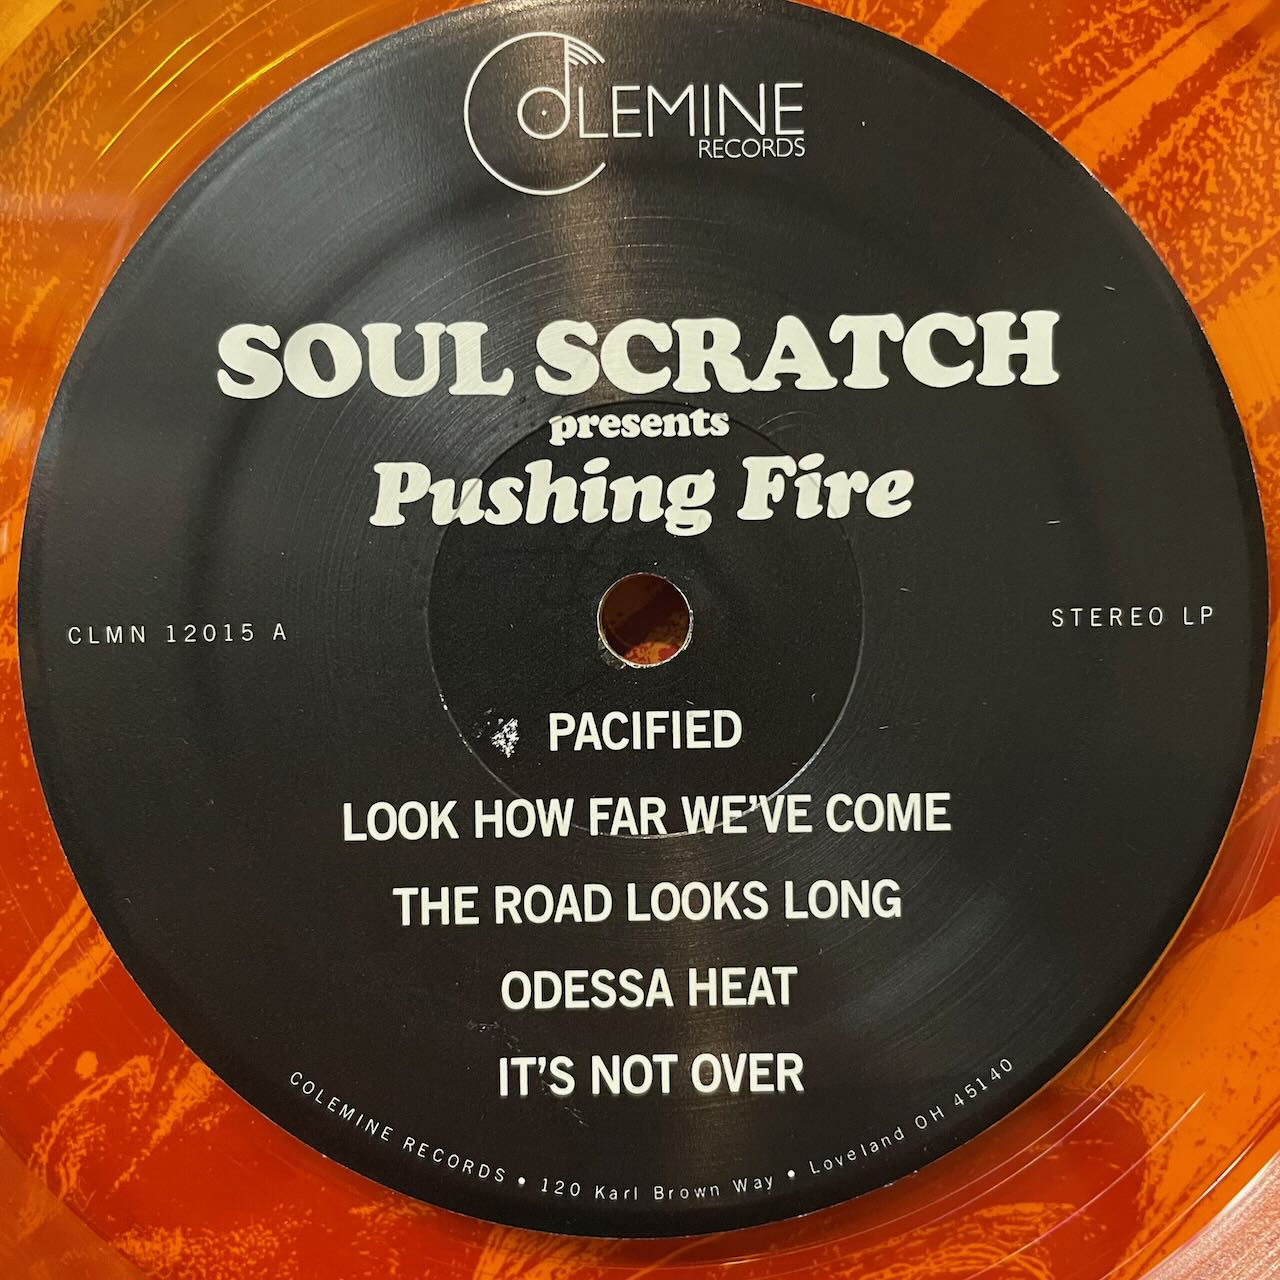 COLEMINE
RECORDS
SOUL SCRATCH
presents
Pushing Fire
CLMN 12015 A
STEREO LP
PACIFIED
LOOK HOW FAR WE'VE COME
THE ROAD LOOKS LONG
ODESSA HEAT
IT'S NOT OVER
COLEMINE RECORDS • 120 Karl Brown Way • Loveland OH 45140